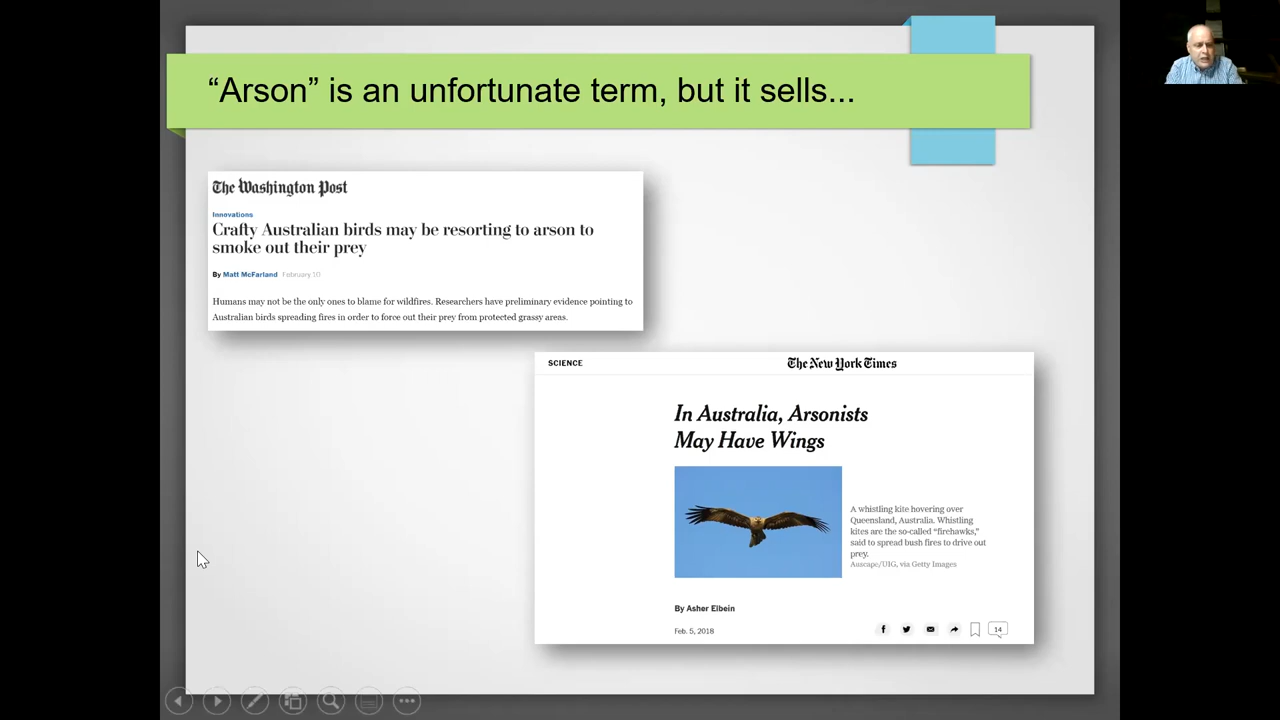 “Arson” is an unfortunate term, but it sells...
The Washington Post
Innovations
Crafty Australian birds may be resorting to arson to
smoke out their prey
By Matt McFarland February 10
Humans may not be the only ones to blame for wildfires. Researchers have preliminary evidence pointing to
Australian birds spreading fires in order to force out their prey from protected grassy areas.
SCIENCE
The New York Times
In Australia, Arsonists
May Have Wings
A whistling kite hovering over
Queensland, Australia. Whistling
kites are the so-called “firehawks,”
said to spread bush fires to drive out
prey.
Auscape/UIG, via Getty Images
By Asher Elbein
Feb. 5, 2018
14